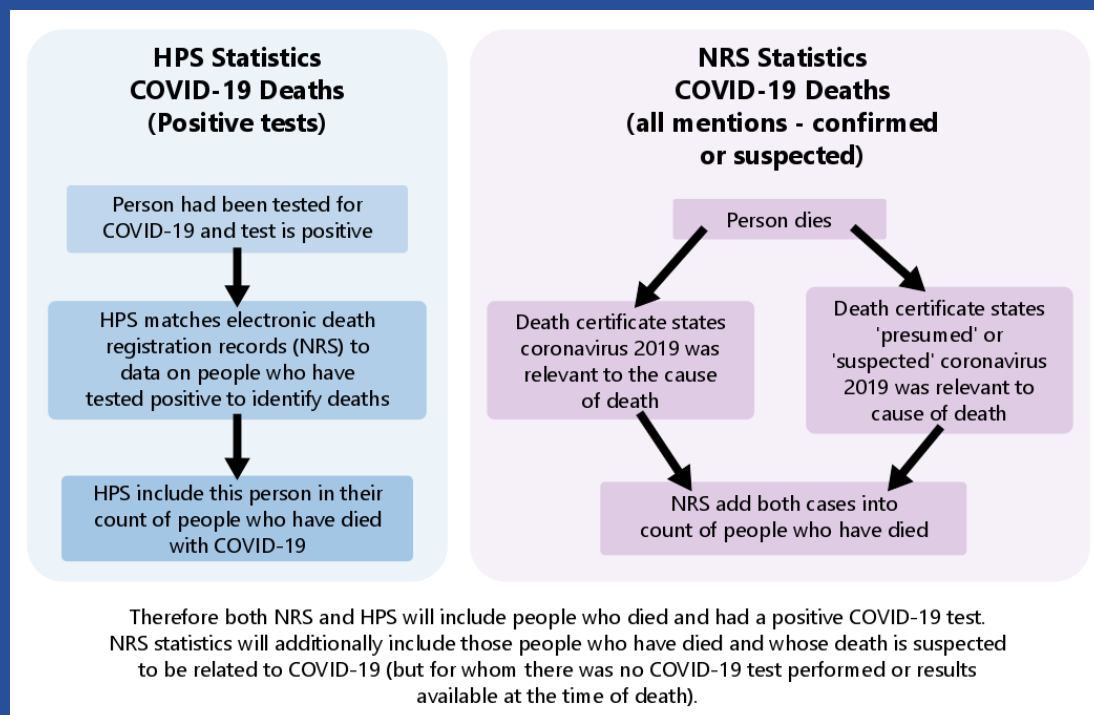 HPS Statistics
COVID-19 Deaths
(Positive tests)
Person had been tested for
COVID-19 and test is positive
HPS matches electronic death
registration records (NRS) to
data on people who have
tested positive to identify deaths
HPS include this person in their
count of people who have died
with COVID-19
NRS Statistics
COVID-19 Deaths
(all mentions - confirmed
or suspected)
Person dies
Death certificate states
coronavirus 2019 was
relevant to the cause
of death
Death certificate states
'presumed' or
'suspected' coronavirus
2019 was relevant to
cause of death
NRS add both cases into
count of people who have died
Therefore both NRS and HPS will include people who died and had a positive COVID-19 test.
NRS statistics will additionally include those people who have died and whose death is suspected
to be related to COVID-19 (but for whom there was no COVID-19 test performed or results
available at the time of death).